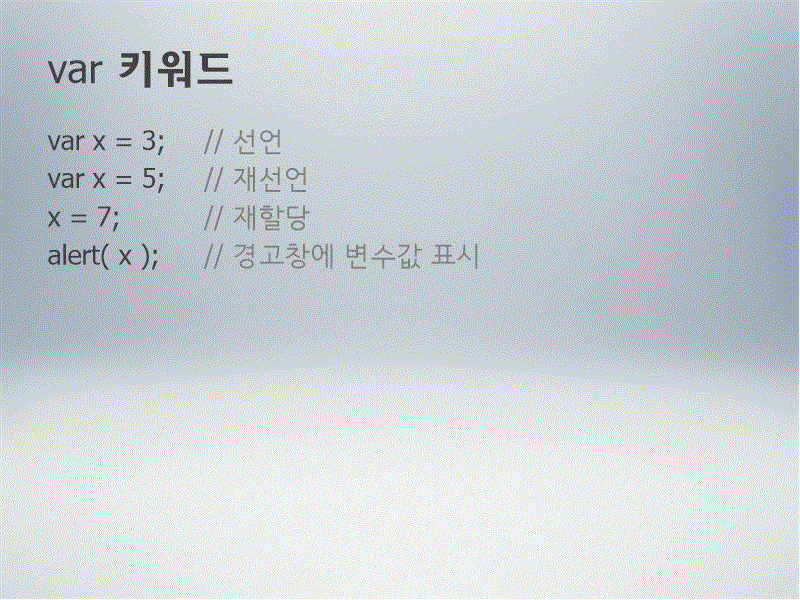 var 키워드
var x = 3; // 선언
var x = 5; // 재선언
x = 7; // 재할당
alert( x ); // 경고창에 변수값 표시